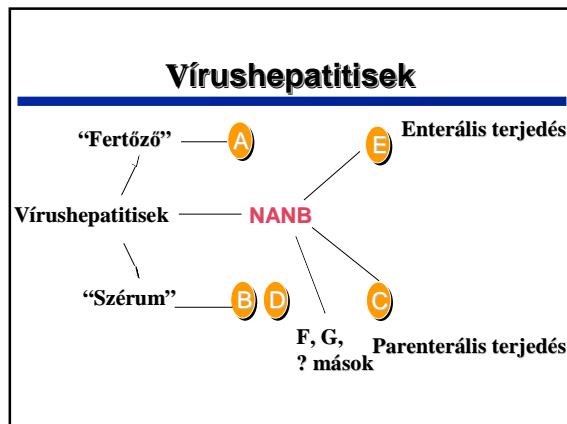 Vírushepatitisek
“Fertőző”
A
E
Enterális terjedés
Vírushepatitisek
NANB
“Szérum”
B
D
C
F, G,
? mások
Parenterális terjedés